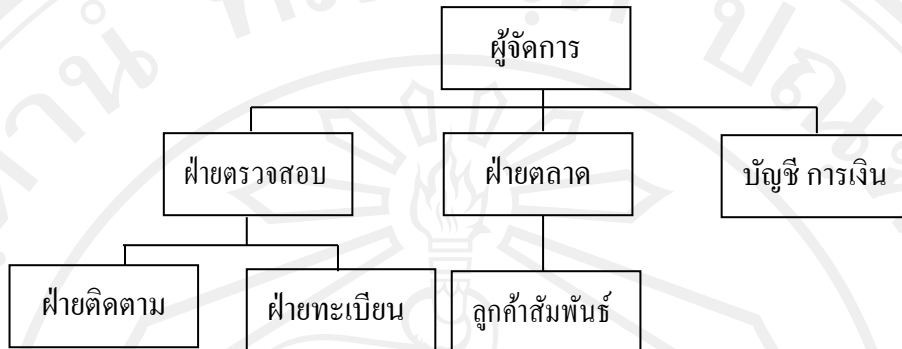 ผู้จัดการ
ฝ่ายตรวจสอบ
ฝ่ายตลาด
บัญชี การเงิน
ฝ่ายติดตาม
ฝ่ายทะเบียน
ลูกค้าสัมพันธ์